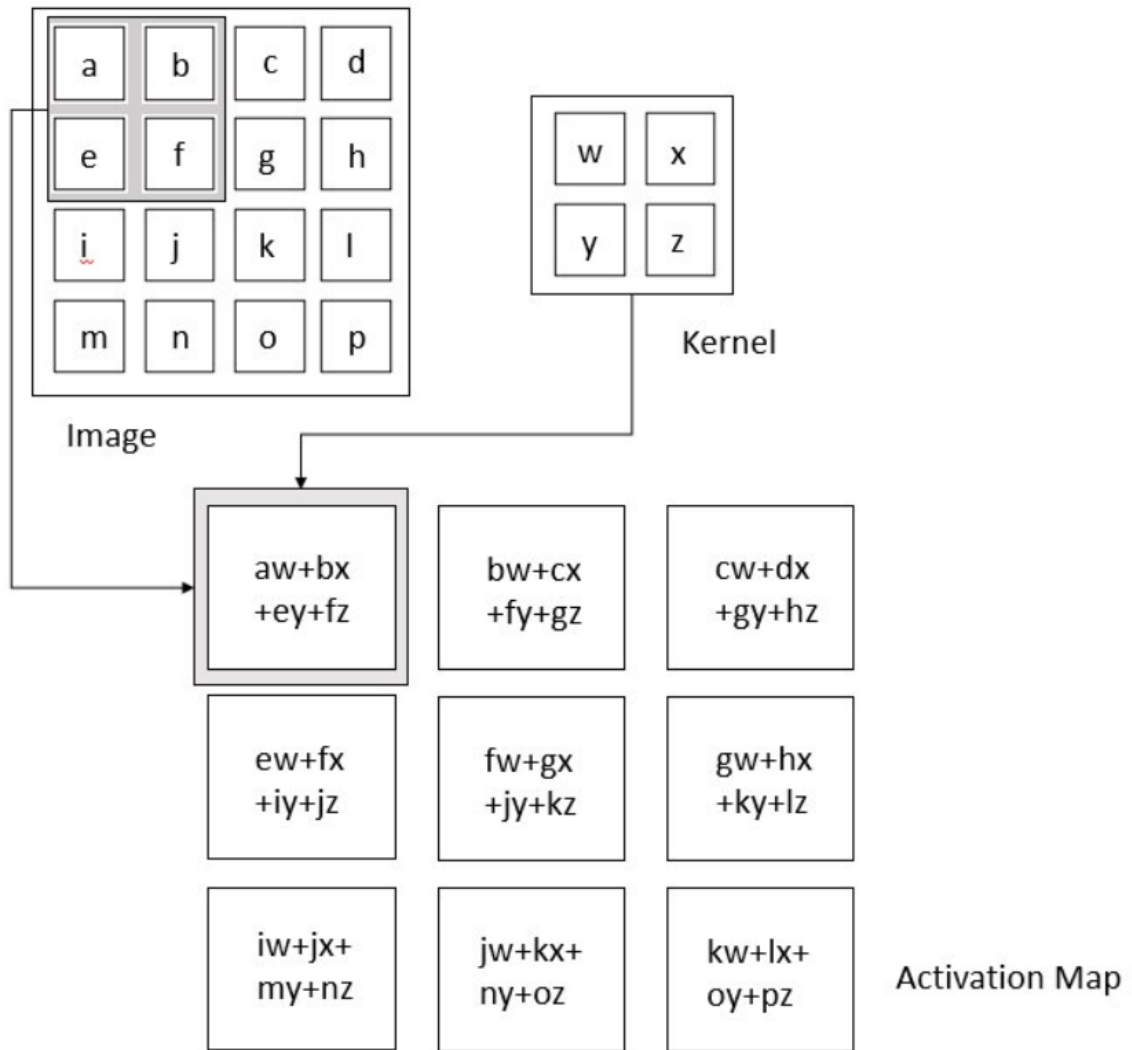 a b c d
e f g h
i j k l
m n o p
Image
w x
y z
Kernel
aw+bx
+ey+fz
bw+cx
+fy+gz
cw+dx
+gy+hz
ew+fx
+iy+jz
fw+gx
+jy+kz
gw+hx
+ky+lz
iw+jx+
my+nz
jw+kx+
ny+oz
kw+lx+
oy+pz
Activation Map